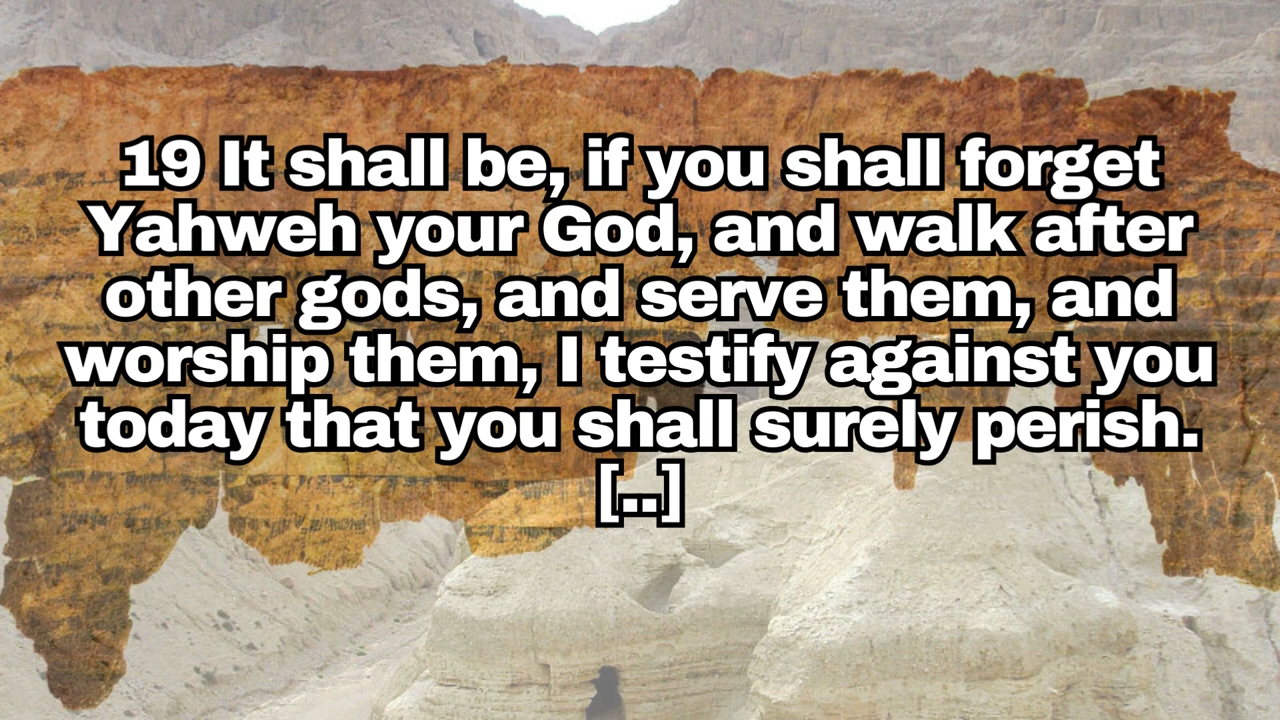 19 It shall be, if you shall forget
Yahweh your God, and walk after
other gods, and serve them, and
worship them, I testify against you
today that you shall surely perish.
[..]